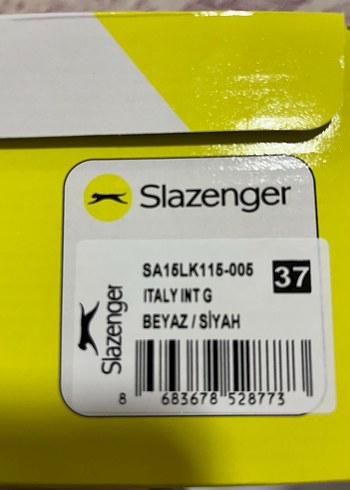 Slazenger
SA15LK115-005
37
ITALY INT G
BEYAZ / SİYAH
Slazenger
8 683678 528773